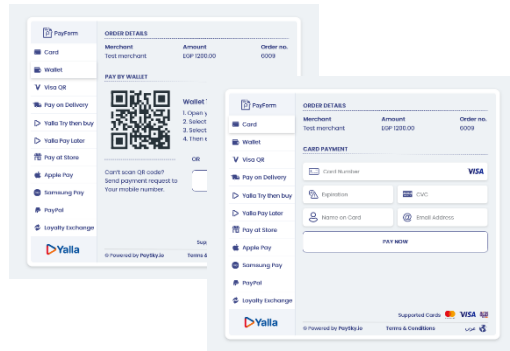 PayForm
Card
Wallet
Visa QR
Pay on Delivery
Yalla Try then buy
Yalla Pay Later
Pay at Store
Apple Pay
Samsung Pay
PayPal
Loyalty Exchange
Yalla
ORDER DETAILS
Merchant Amount Order no.
Test merchant EGP 1200.00 6009
PAY BY WALLET
Wallet
1. Open
2. Select
3. Select
4. Then
OR
Can't scan QR code?
Send payment request to
Your mobile number.
© Powered by PaySky.io Terms &
PayForm
Card
Wallet
Visa QR
Pay on Delivery
Yalla Try then buy
Yalla Pay Later
Pay at Store
Apple Pay
Samsung Pay
PayPal
Loyalty Exchange
Yalla
ORDER DETAILS
Merchant Amount Order no.
Test merchant EGP 1200.00 6009
CARD PAYMENT
Card Number VISA
Expiration CVC
Name on Card Email Address
PAY NOW
Supported Cards VISA
© Powered by PaySky.io Terms & Conditions عربي